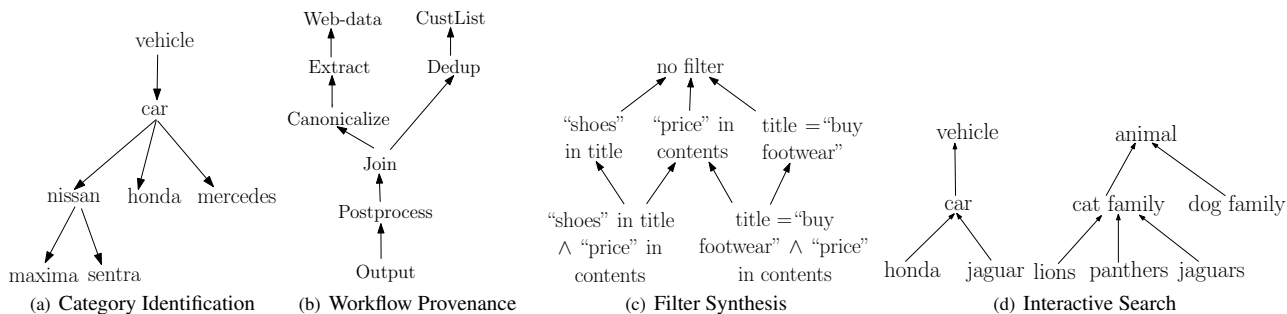 vehicle
car
nissan honda mercedes
maxima sentra
(a) Category Identification
Web-data CustList
Extract Dedup
Canonicalize
Join
Postprocess
Output
(b) Workflow Provenance
no filter
“shoes”
in title
“price” in
contents
title =“buy
footwear”
“shoes” in title
∧ “price” in
contents
title =“buy
footwear” ∧ “price”
in contents
(c) Filter Synthesis
vehicle
car
honda jaguar
animal
cat family dog family
lions panthers jaguars
(d) Interactive Search